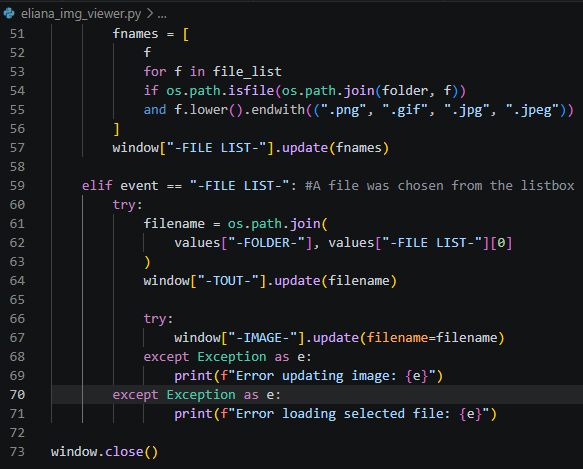 eliana_img_viewer.py > ...
51 fnames = [
52 f
53 for f in file_list
54 if os.path.isfile(os.path.join(folder, f))
55 and f.lower().endwith((".png", ".gif", ".jpg", ".jpeg"))
56 ]
57 window["-FILE LIST-"].update(fnames)
58
59 elif event == "-FILE LIST-": #A file was chosen from the listbox
60 try:
61 filename = os.path.join(
62 values["-FOLDER-"], values["-FILE LIST-"][0]
63 )
64 window["-TOUT-"].update(filename)
65
66 try:
67 window["-IMAGE-"].update(filename=filename)
68 except Exception as e:
69 print(f"Error updating image: {e}")
70 except Exception as e:
71 print(f"Error loading selected file: {e}")
72
73 window.close()